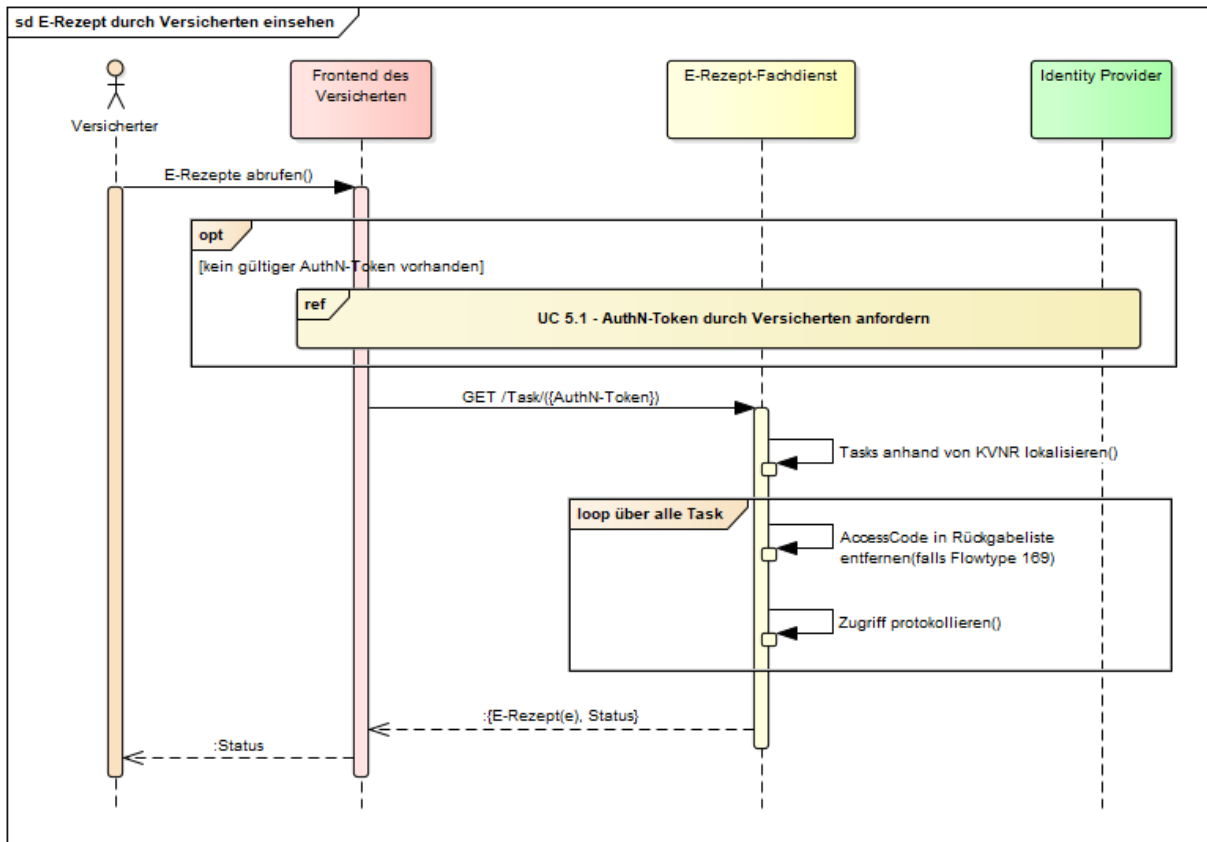 sd E-Rezept durch Versicherten einsehen
Versicherter
Frontend des
Versicherten
E-Rezept-Fachdienst
Identity Provider
E-Rezepte abrufen()
opt
[kein gültiger AuthN-Token vorhanden]
ref
UC 5.1 - AuthN-Token durch Versicherten anfordern
GET /Task/({AuthN-Token})
Tasks anhand von KVNR lokalisieren()
loop über alle Task
AccessCode in Rückgabeliste
entfernen(falls Flowtype 169)
Zugriff protokollieren()
:{E-Rezept(e), Status}
:Status